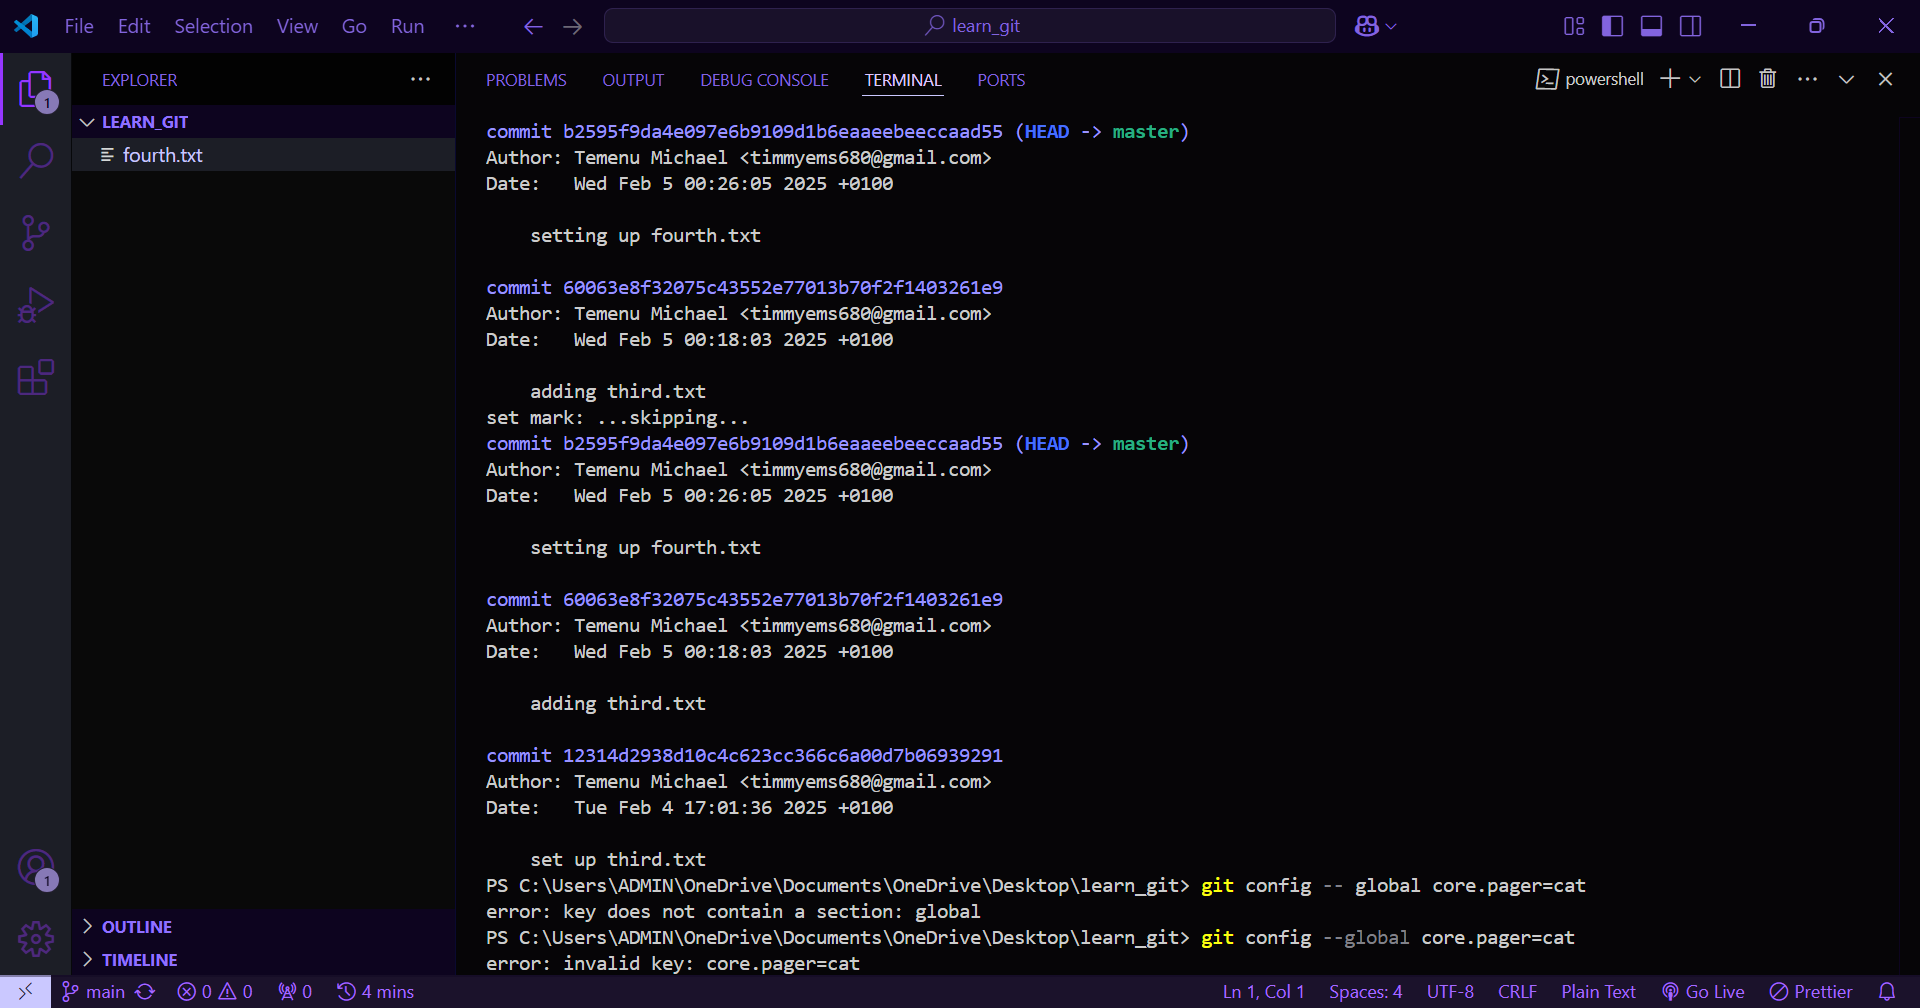 File Edit Selection View Go Run ··· learn_git
EXPLORER ···
1
LEARN_GIT
fourth.txt
PROBLEMS OUTPUT DEBUG CONSOLE TERMINAL PORTS powershell ···
commit b2595f9da4e097e6b9109d1b6eaaeebeeccaad55 (HEAD -> master)
Author: Temenu Michael <timmyems680@gmail.com>
Date:   Wed Feb 5 00:26:05 2025 +0100
setting up fourth.txt
commit 60063e8f32075c43552e77013b70f2f1403261e9
Author: Temenu Michael <timmyems680@gmail.com>
Date:   Wed Feb 5 00:18:03 2025 +0100
adding third.txt
set mark: ...skipping...
commit b2595f9da4e097e6b9109d1b6eaaeebeeccaad55 (HEAD -> master)
Author: Temenu Michael <timmyems680@gmail.com>
Date:   Wed Feb 5 00:26:05 2025 +0100
setting up fourth.txt
commit 60063e8f32075c43552e77013b70f2f1403261e9
Author: Temenu Michael <timmyems680@gmail.com>
Date:   Wed Feb 5 00:18:03 2025 +0100
adding third.txt
commit 12314d2938d10c4c623cc366c6a00d7b06939291
Author: Temenu Michael <timmyems680@gmail.com>
Date:   Tue Feb 4 17:01:36 2025 +0100
set up third.txt
PS C:\Users\ADMIN\OneDrive\Documents\OneDrive\Desktop\learn_git> git config -- global core.pager=cat
error: key does not contain a section: global
PS C:\Users\ADMIN\OneDrive\Documents\OneDrive\Desktop\learn_git> git config --global core.pager=cat
error: invalid key: core.pager=cat
1
OUTLINE
TIMELINE
main 0 0 0 4 mins Ln 1, Col 1 Spaces: 4 UTF-8 CRLF Plain Text Go Live Prettier